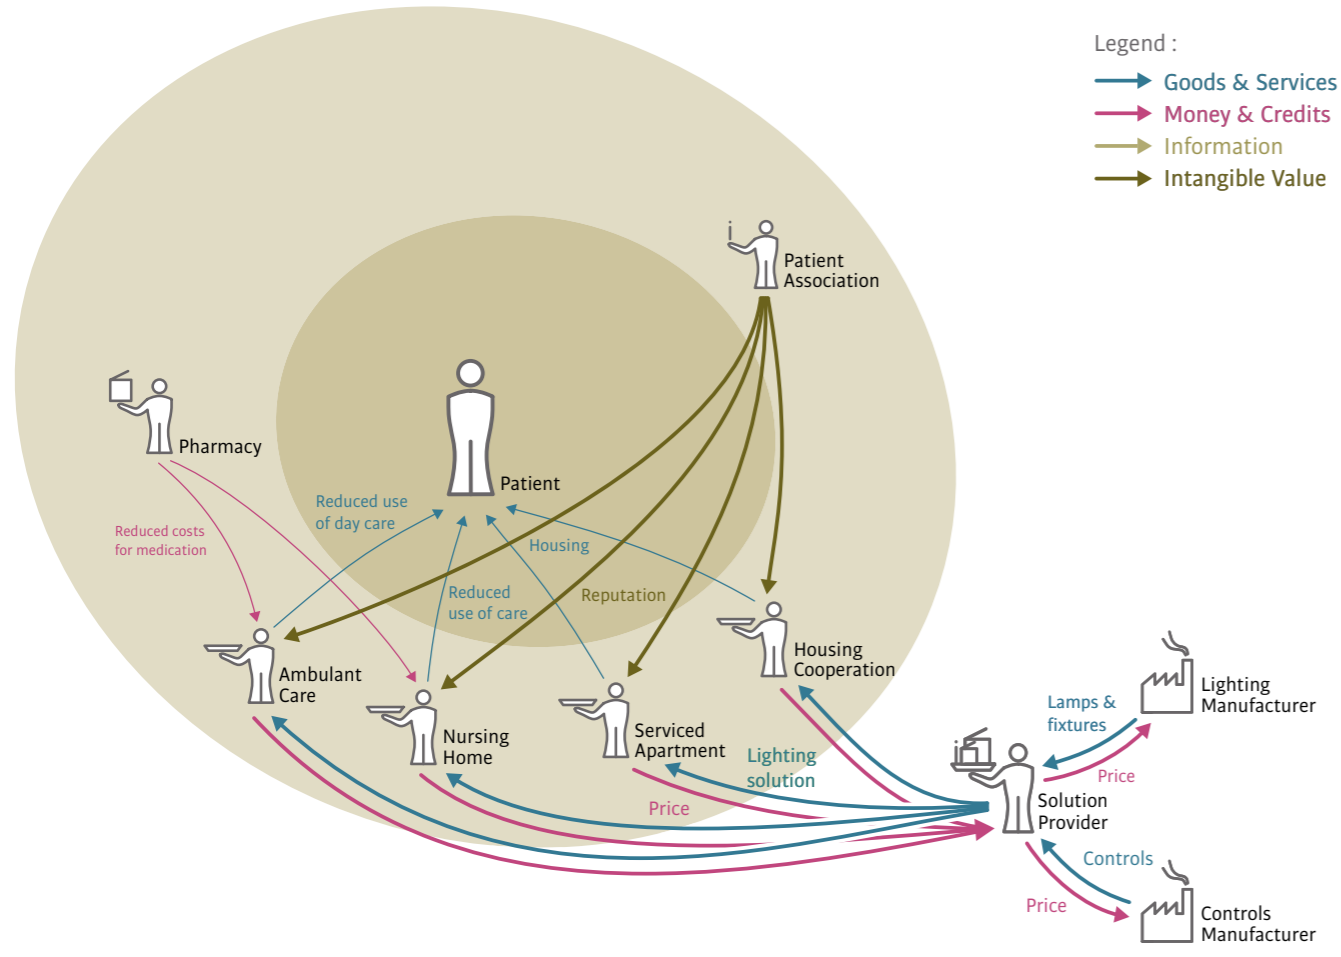 Legend :
Goods & Services
Money & Credits
Information
Intangible Value
i
Patient
Association
Pharmacy
Patient
Reduced use
of day care
Reduced costs
for medication
Housing
Reduced
use of care
Reputation
Ambulant
Care
Nursing
Home
Serviced
Apartment
Housing
Cooperation
Lighting
solution
Price
Lamps &
fixtures
Price
Lighting
Manufacturer
i
Solution
Provider
Controls
Price
Controls
Manufacturer